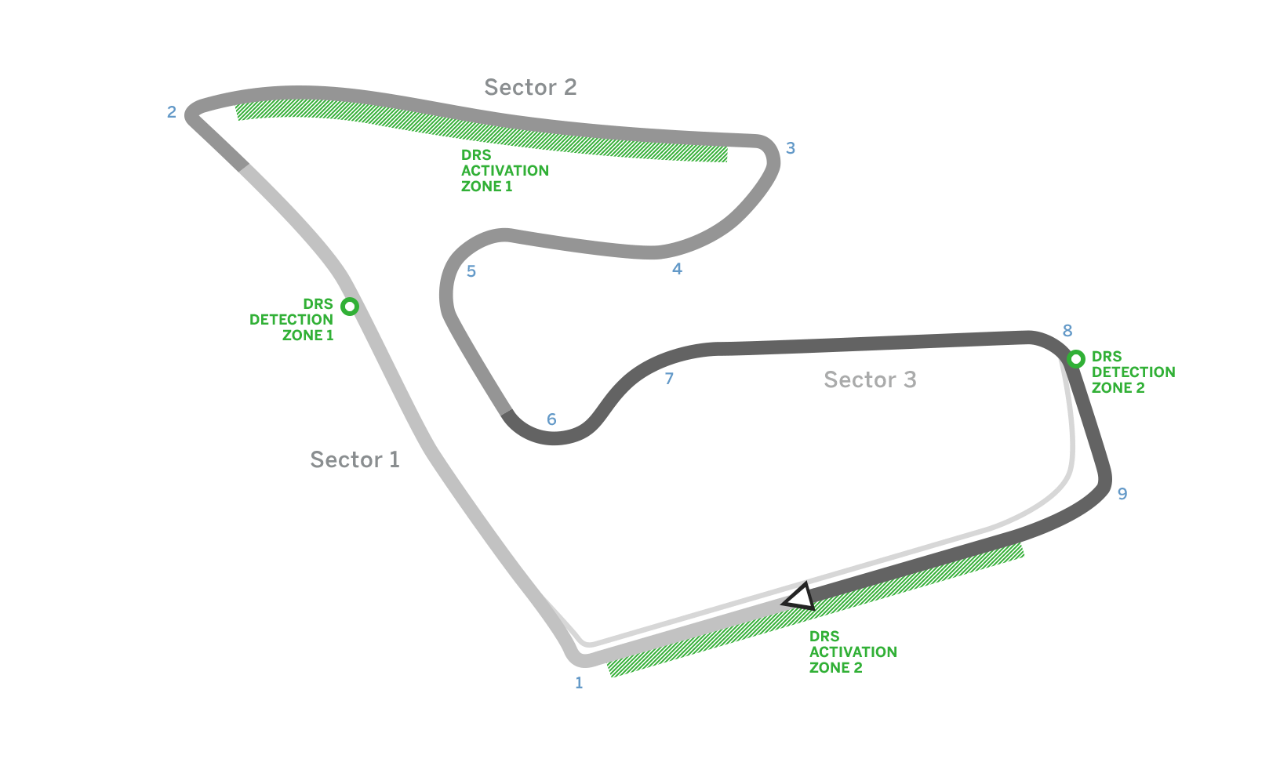 Sector 2
2
3
DRS
ACTIVATION
ZONE 1
5
4
DRS
DETECTION
ZONE 1
8
DRS
DETECTION
ZONE 2
7
Sector 3
6
Sector 1
9
DRS
ACTIVATION
ZONE 2
1